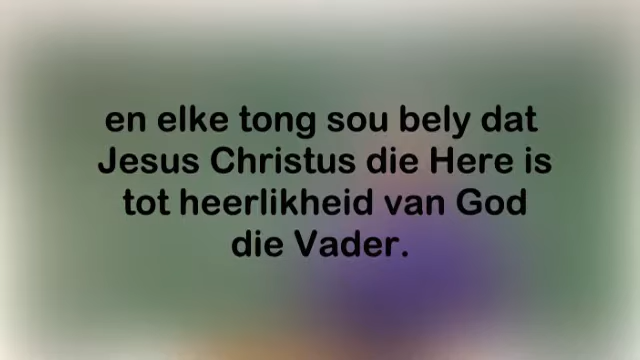 en elke tong sou bely dat
Jesus Christus die Here is
tot heerlikheid van God
die Vader.